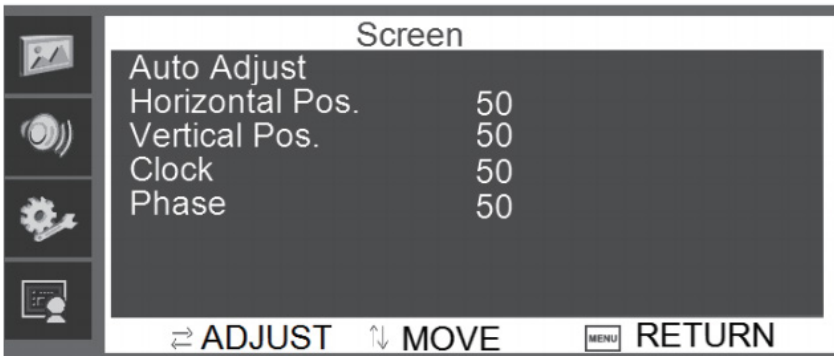 Screen
Auto Adjust
Horizontal Pos. 50
Vertical Pos. 50
Clock 50
Phase 50
ADJUST MOVE MENU RETURN